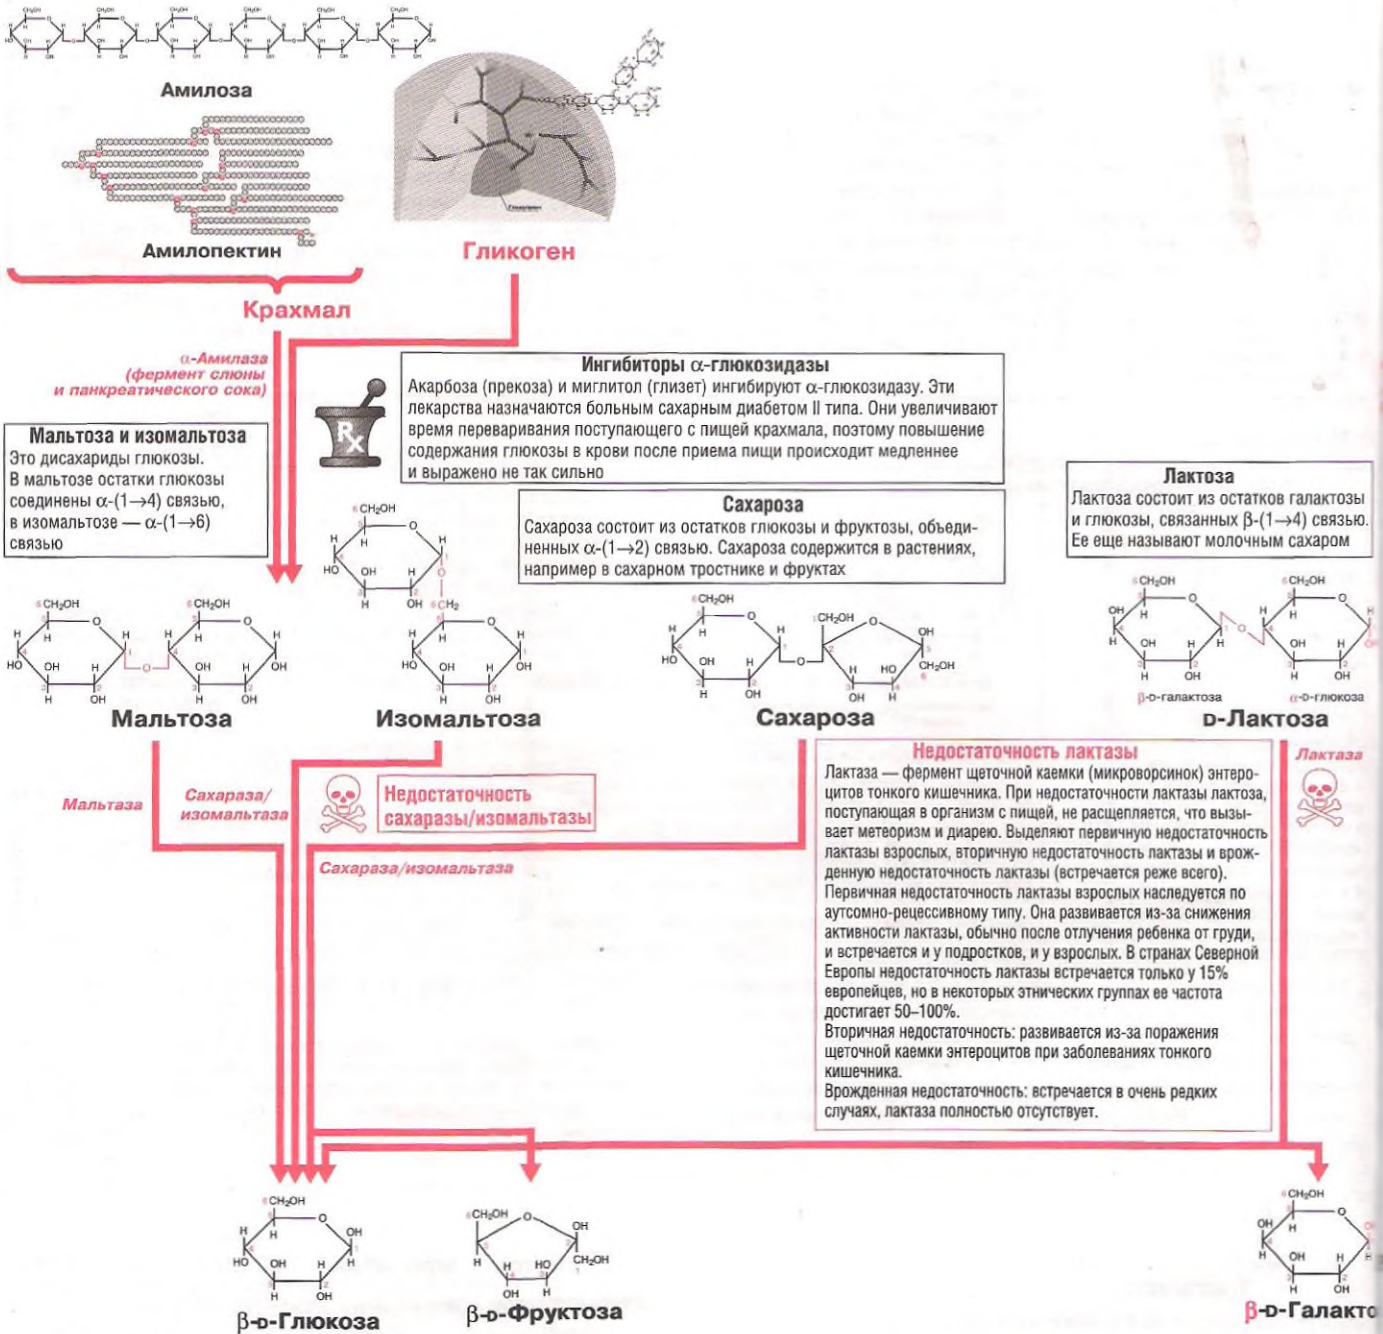 Амилоза
Амилопектин
Гликоген
Крахмал
α-Амилаза
(фермент слюны
и панкреатического сока)
Ингибиторы α-глюкозидазы
Акарбоза (прекоза) и миглитол (глизет) ингибируют α-глюкозидазу. Эти
лекарства назначаются больным сахарным диабетом II типа. Они увеличивают
время переваривания поступающего с пищей крахмала, поэтому повышение
содержания глюкозы в крови после приема пищи происходит медленнее
и выражено не так сильно
Rx
Мальтоза и изомальтоза
Это дисахариды глюкозы.
В мальтозе остатки глюкозы
соединены α-(1→4) связью,
в изомальтозе — α-(1→6)
связью
Сахароза
Сахароза состоит из остатков глюкозы и фруктозы, объеди-
ненных α-(1→2) связью. Сахароза содержится в растениях,
например в сахарном тростнике и фруктах
Лактоза
Лактоза состоит из остатков галактозы
и глюкозы, связанных β-(1→4) связью.
Ее еще называют молочным сахаром
β-D-галактоза
α-D-глюкоза
Мальтоза
Изомальтоза
Сахароза
D-Лактоза
Мальтаза
Сахараза/
изомальтаза
Недостаточность
сахаразы/изомальтазы
Сахараза/изомальтаза
Недостаточность лактазы
Лактаза — фермент щеточной каемки (микроворсинок) энтеро-
цитов тонкого кишечника. При недостаточности лактазы лактоза,
поступающая в организм с пищей, не расщепляется, что вызы-
вает метеоризм и диарею. Выделяют первичную недостаточность
лактазы взрослых, вторичную недостаточность лактазы и врож-
денную недостаточность лактазы (встречается реже всего).
Первичная недостаточность лактазы взрослых наследуется по
аутсомно-рецессивному типу. Она развивается из-за снижения
активности лактазы, обычно после отлучения ребенка от груди,
и встречается и у подростков, и у взрослых. В странах Северной
Европы недостаточность лактазы встречается только у 15%
европейцев, но в некоторых этнических группах ее частота
достигает 50–100%.
Вторичная недостаточность: развивается из-за поражения
щеточной каемки энтероцитов при заболеваниях тонкого
кишечника.
Врожденная недостаточность: встречается в очень редких
случаях, лактаза полностью отсутствует.
Лактаза
β-D-Глюкоза
β-D-Фруктоза
β-D-Галакто